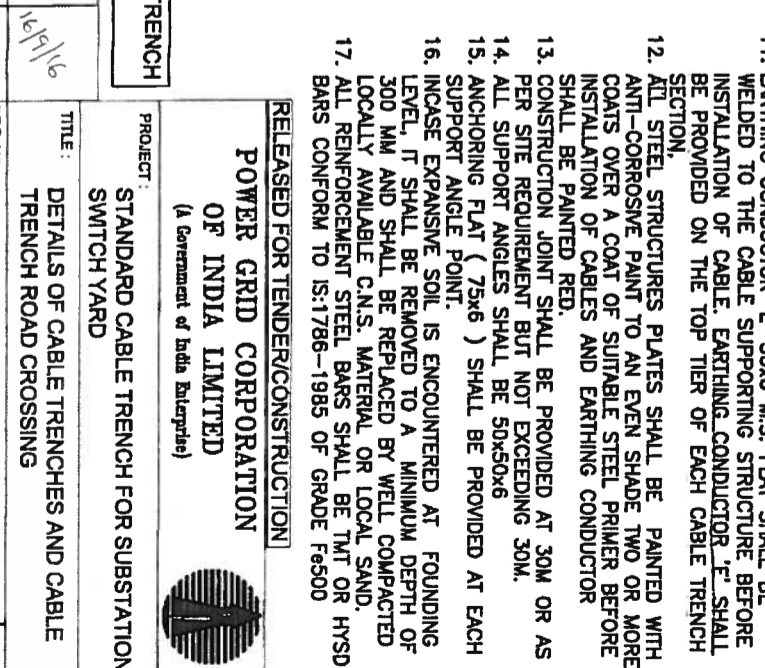 WELDED TO THE CABLE SUPPORTING STRUCTURE BEFORE
INSTALLATION OF CABLE. EARTHING CONDUCTOR 'E' SHALL
BE PROVIDED ON THE TOP TIER OF EACH CABLE TRENCH
SECTION.
12. ALL STEEL STRUCTURES PLATES SHALL BE PAINTED WITH
ANTI-CORROSIVE PAINT TO AN EVEN SHADE TWO OR MORE
COATS OVER A COAT OF SUITABLE STEEL PRIMER BEFORE
INSTALLATION OF CABLES AND EARTHING CONDUCTOR
SHALL BE PAINTED RED.
13. CONSTRUCTION JOINT SHALL BE PROVIDED AT 30M OR AS
PER SITE REQUIREMENT BUT NOT EXCEEDING 30M.
14. ALL SUPPORT ANGLES SHALL BE 50x50x6
15. ANCHORING FLAT ( 75x6 ) SHALL BE PROVIDED AT EACH
SUPPORT ANGLE POINT.
16. INCASE EXPANSIVE SOIL IS ENCOUNTERED AT FOUNDING
LEVEL, IT SHALL BE REMOVED TO A MINIMUM DEPTH OF
300 MM AND SHALL BE REPLACED BY WELL COMPACTED
LOCALLY AVAILABLE C.N.S. MATERIAL OR LOCAL SAND.
17. ALL REINFORCEMENT STEEL BARS SHALL BE TMT OR HYSD
BARS CONFORM TO IS:1786-1985 OF GRADE Fe500
RELEASED FOR TENDER/CONSTRUCTION
POWER GRID CORPORATION
OF INDIA LIMITED
(A Government of India Enterprise)
PROJECT :
STANDARD CABLE TRENCH FOR SUBSTATION
SWITCH YARD
TITLE :
DETAILS OF CABLE TRENCHES AND CABLE
TRENCH ROAD CROSSING
TRENCH
16/9/16